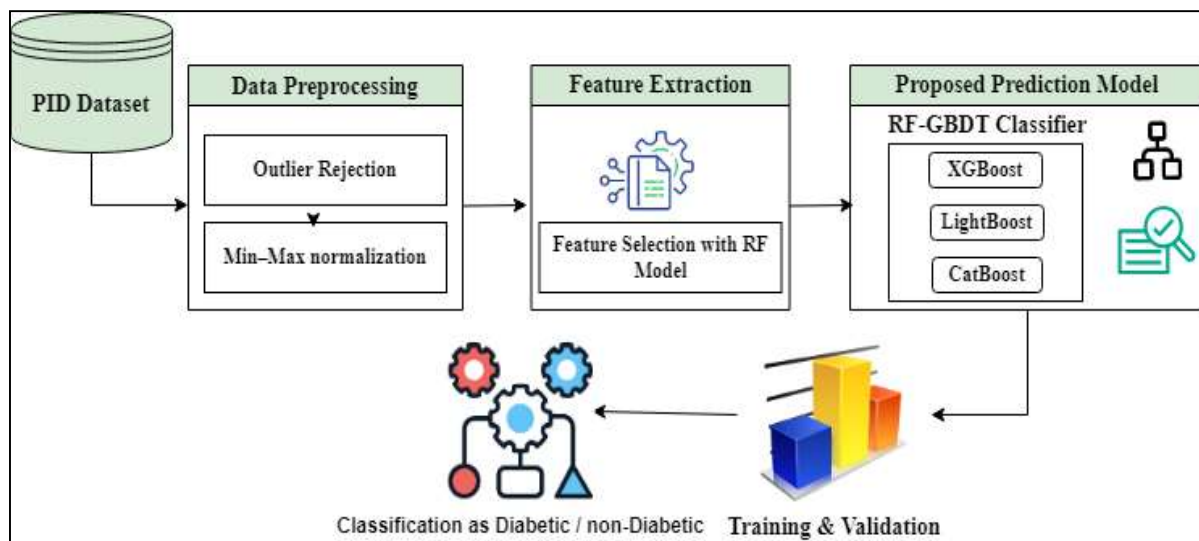 PID Dataset
Data Preprocessing
Outlier Rejection
Min–Max normalization
Feature Extraction
Feature Selection with RF
Model
Proposed Prediction Model
RF-GBDT Classifier
XGBoost
LightBoost
CatBoost
Classification as Diabetic / non-Diabetic
Training & Validation